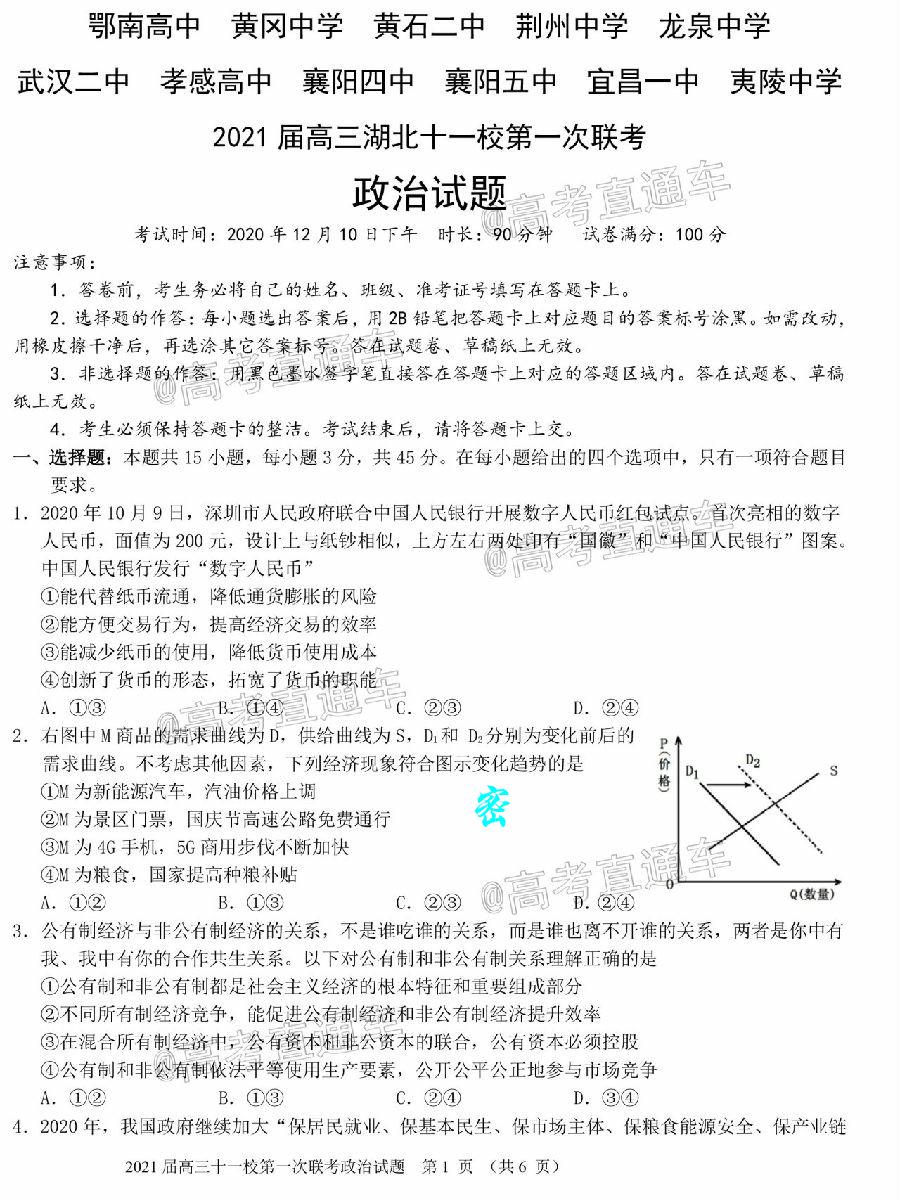 鄂南高中 黄冈中学 黄石二中 荆州中学 龙泉中学
武汉二中 孝感高中 襄阳四中 襄阳五中 宜昌一中 夷陵中学
2021 届高三湖北十一校第一次联考
政治试题
@高考直通车
考试时间：2020 年 12 月 10 日下午 时长：90 分钟 试卷满分：100 分
注意事项：
1．答卷前，考生务必将自己的姓名、班级、准考证号填写在答题卡上。
2．选择题的作答：每小题选出答案后，用 2B 铅笔把答题卡上对应题目的答案标号涂黑。如需改动，
用橡皮擦干净后，再选涂其它答案标号。答在试题卷、草稿纸上无效。
3．非选择题的作答：用黑色墨水签字笔直接答在答题卡上对应的答题区域内。答在试题卷、草稿
纸上无效。
@高考直通车
4．考生必须保持答题卡的整洁。考试结束后，请将答题卡上交。
一、选择题：本题共 15 小题，每小题 3 分，共 45 分。在每小题给出的四个选项中，只有一项符合题目
要求。
1．2020 年 10 月 9 日，深圳市人民政府联合中国人民银行开展数字人民币红包试点。首次亮相的数字
人民币，面值为 200 元，设计上与纸钞相似，上方左右两处印有“国徽”和“中国人民银行”图案。
@高考直通车
中国人民银行发行“数字人民币”
①能代替纸币流通，降低通货膨胀的风险
②能方便交易行为，提高经济交易的效率
③能减少纸币的使用，降低货币使用成本
④创新了货币的形态，拓宽了货币的职能
@高考直通车
A．①③ B．①④ C．②③ D．②④
2．右图中 M 商品的需求曲线为 D，供给曲线为 S，D₁和 D₂分别为变化前后的
需求曲线。不考虑其他因素，下列经济现象符合图示变化趋势的是
①M 为新能源汽车，汽油价格上调
②M 为景区门票，国庆节高速公路免费通行
③M 为 4G 手机，5G 商用步伐不断加快
④M 为粮食，国家提高种粮补贴
A．①② B．①③ C．②③ D．②④
密
P
(价格)
D₁
D₂
S
0
Q(数量)
@高考直通车
3．公有制经济与非公有制经济的关系，不是谁吃谁的关系，而是谁也离不开谁的关系，两者是你中有
我、我中有你的合作共生关系。以下对公有制和非公有制关系理解正确的是
①公有制和非公有制都是社会主义经济的根本特征和重要组成部分
②不同所有制经济竞争，能促进公有制经济和非公有制经济提升效率
③在混合所有制经济中，公有资本和非公资本的联合，公有资本必须控股
@高考直通车
④公有制和非公有制依法平等使用生产要素，公开公平公正地参与市场竞争
A．①② B．①③ C．②④ D．③④
4．2020 年，我国政府继续加大“保居民就业、保基本民生、保市场主体、保粮食能源安全、保产业链
2021 届高三十一校第一次联考政治试题 第 1 页 （共 6 页）